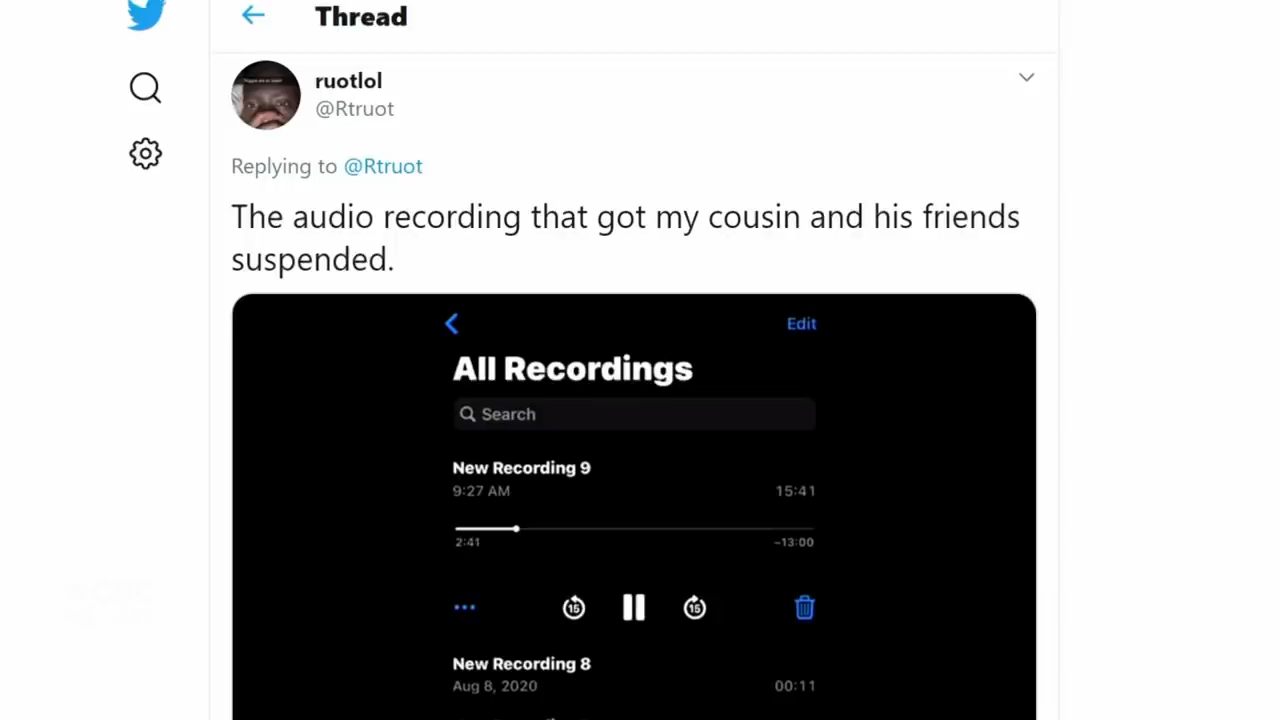 Thread
ruotlol
@Rtruot
Replying to @Rtruot
The audio recording that got my cousin and his friends
suspended.
Edit
All Recordings
Search
New Recording 9
9:27 AM
15:41
2:41
-13:00
15
15
New Recording 8
Aug 8, 2020
00:11